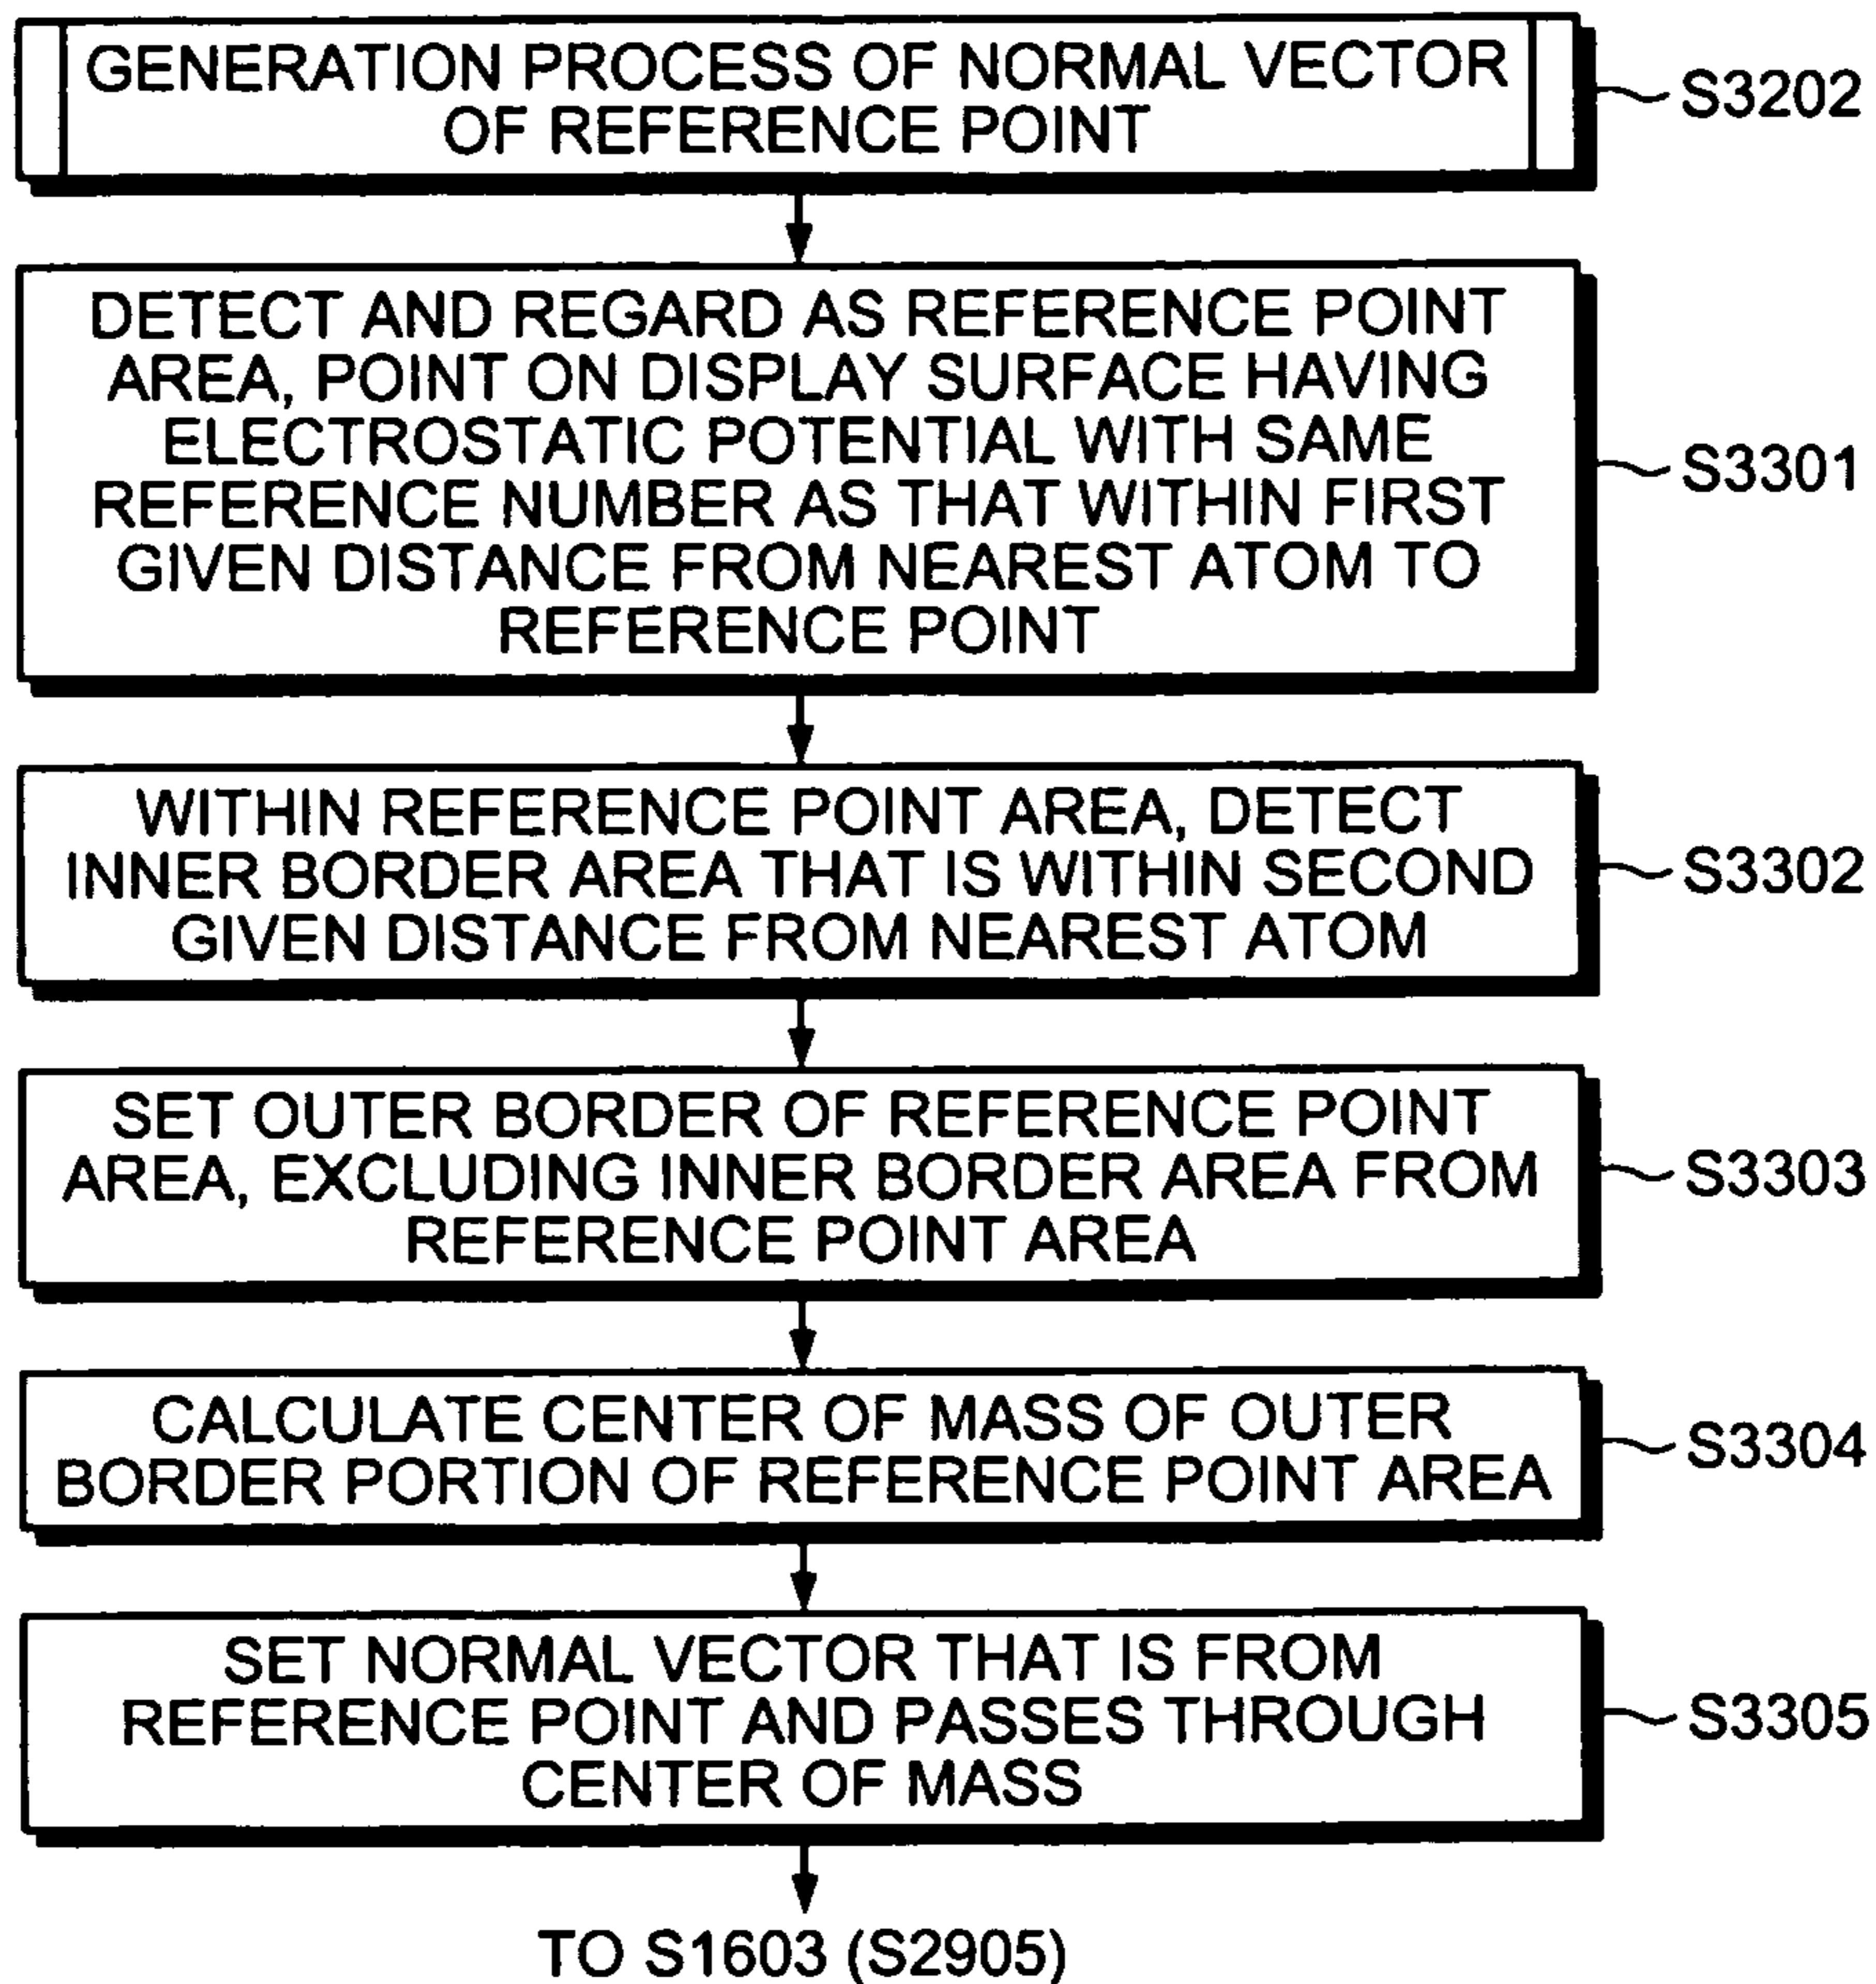 GENERATION PROCESS OF NORMAL VECTOR
OF REFERENCE POINT
S3202
DETECT AND REGARD AS REFERENCE POINT
AREA, POINT ON DISPLAY SURFACE HAVING
ELECTROSTATIC POTENTIAL WITH SAME
REFERENCE NUMBER AS THAT WITHIN FIRST
GIVEN DISTANCE FROM NEAREST ATOM TO
REFERENCE POINT
S3301
WITHIN REFERENCE POINT AREA, DETECT
INNER BORDER AREA THAT IS WITHIN SECOND
GIVEN DISTANCE FROM NEAREST ATOM
S3302
SET OUTER BORDER OF REFERENCE POINT
AREA, EXCLUDING INNER BORDER AREA FROM
REFERENCE POINT AREA
S3303
CALCULATE CENTER OF MASS OF OUTER
BORDER PORTION OF REFERENCE POINT AREA
S3304
SET NORMAL VECTOR THAT IS FROM
REFERENCE POINT AND PASSES THROUGH
CENTER OF MASS
S3305
TO S1603 (S2905)